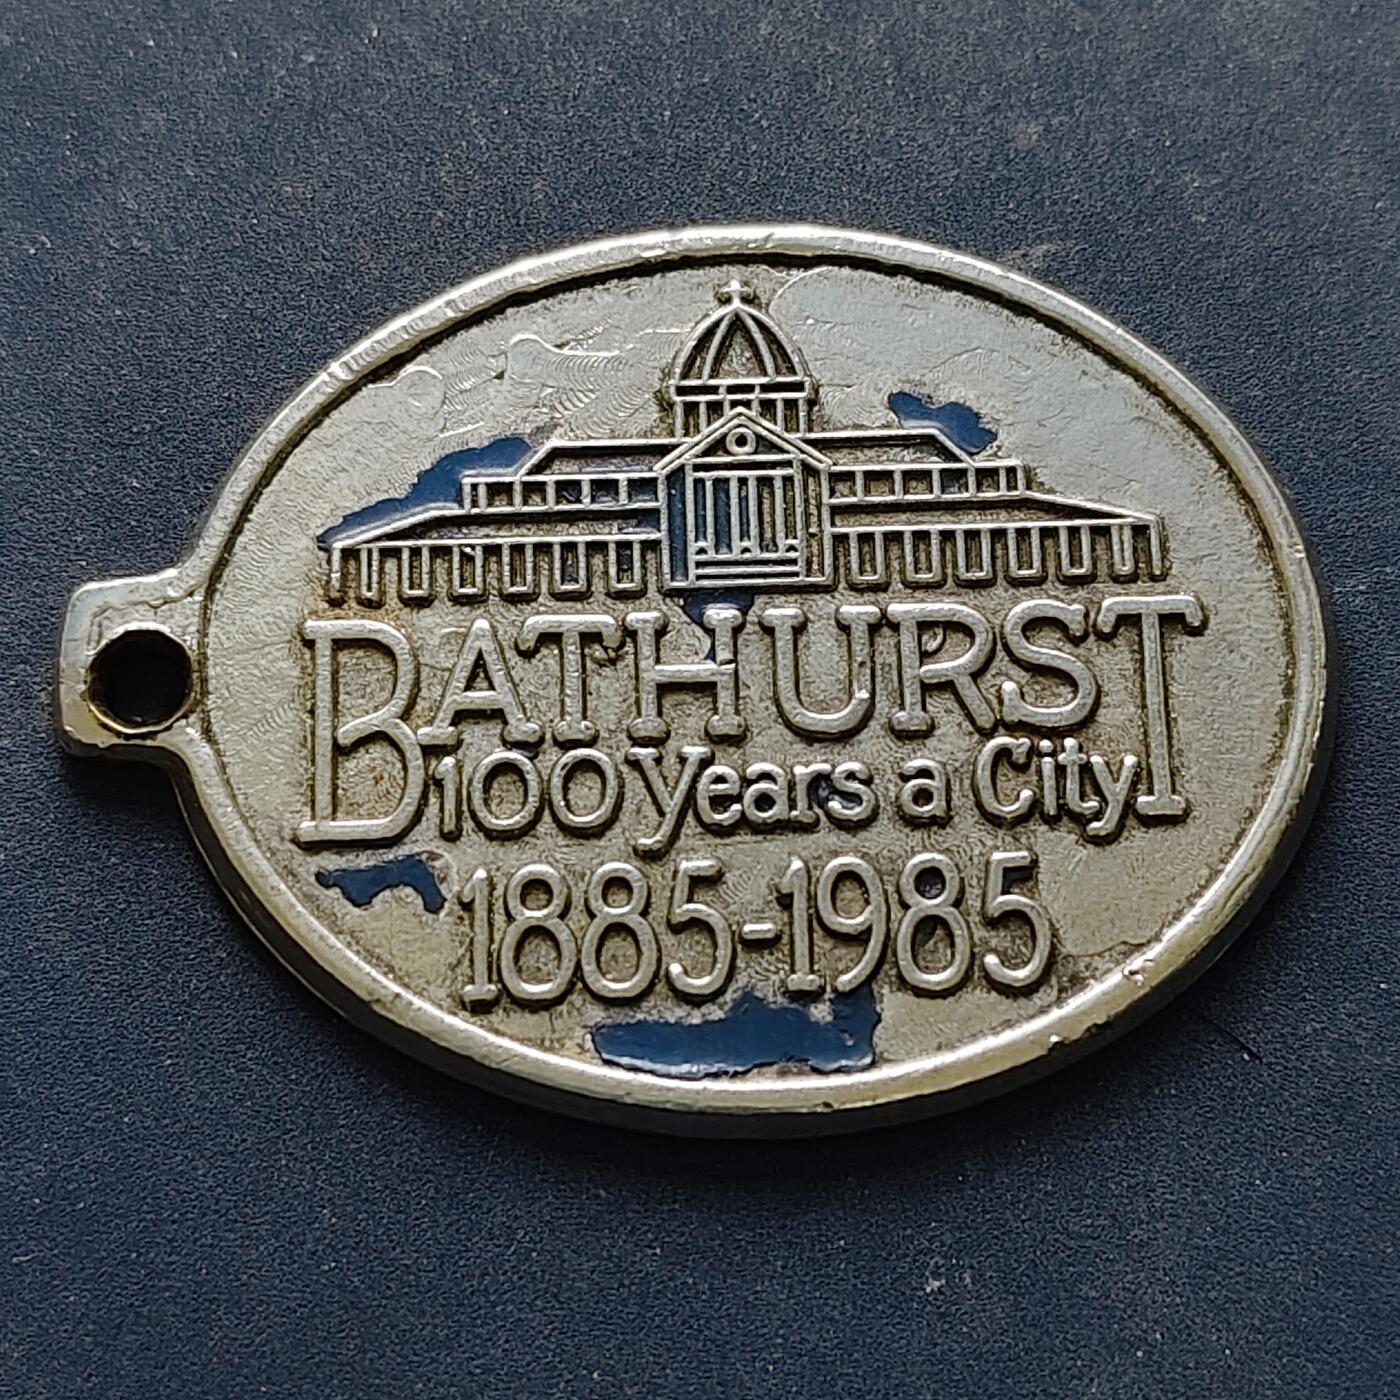 BATHURST
100 Years a City
1885-1985